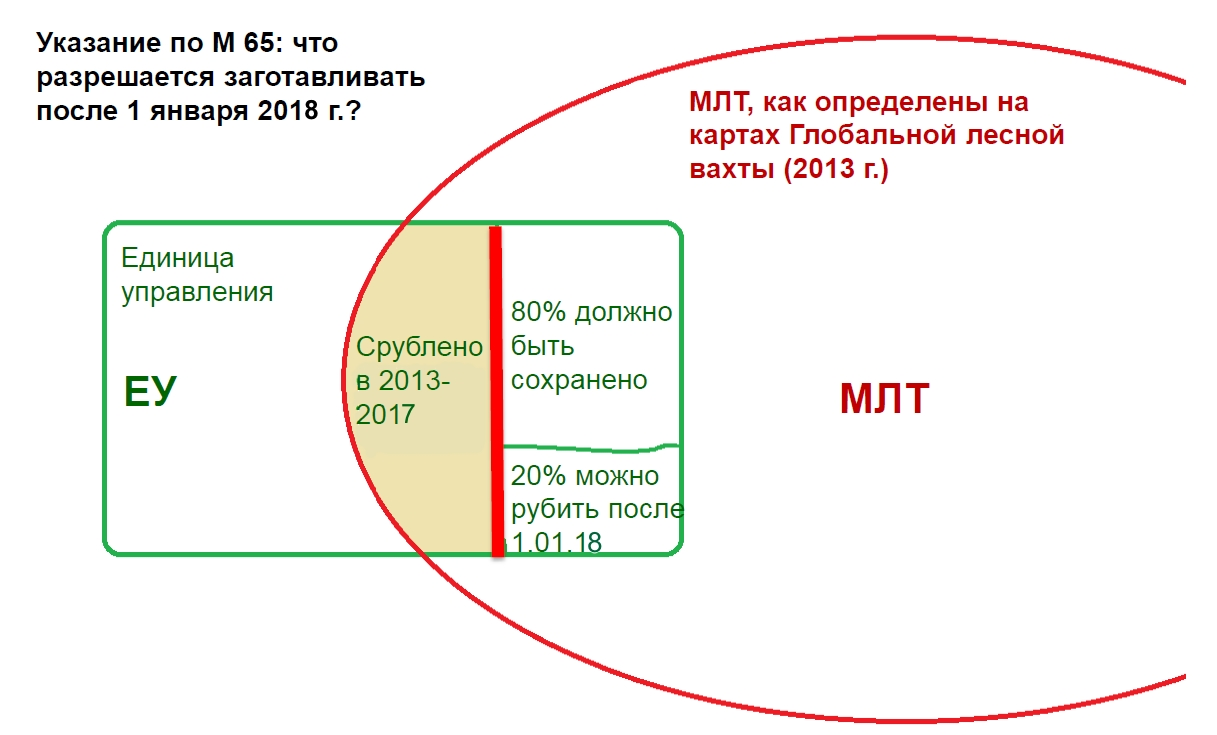 Указание по М 65: что
разрешается заготавливать
после 1 января 2018 г.?
МЛТ, как определены на
картах Глобальной лесной
вахты (2013 г.)
Единица
управления
ЕУ
Срублено
в 2013-
2017
80% должно
быть
сохранено
20% можно
рубить после
1.01.18
МЛТ